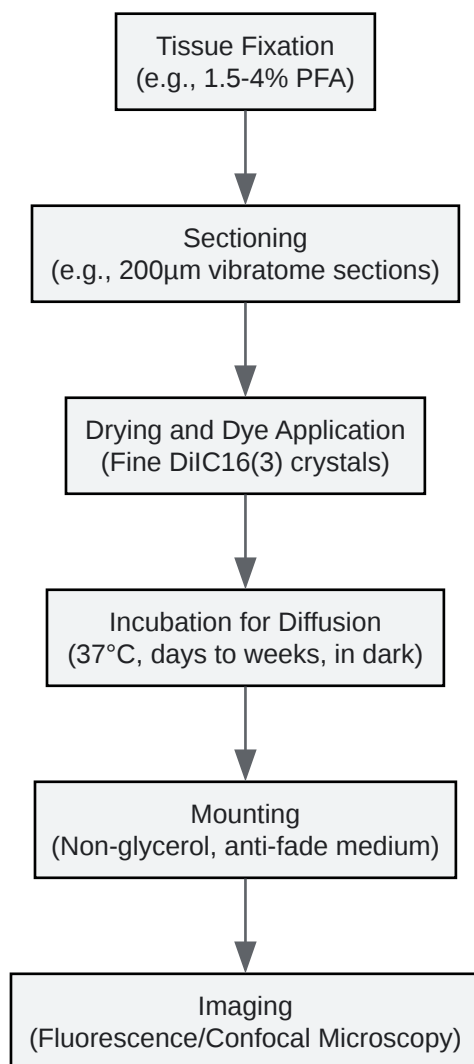 Tissue Fixation
(e.g., 1.5-4% PFA)
Sectioning
(e.g., 200µm vibratome sections)
Drying and Dye Application
(Fine DiIC16(3) crystals)
Incubation for Diffusion
(37°C, days to weeks, in dark)
Mounting
(Non-glycerol, anti-fade medium)
Imaging
(Fluorescence/Confocal Microscopy)